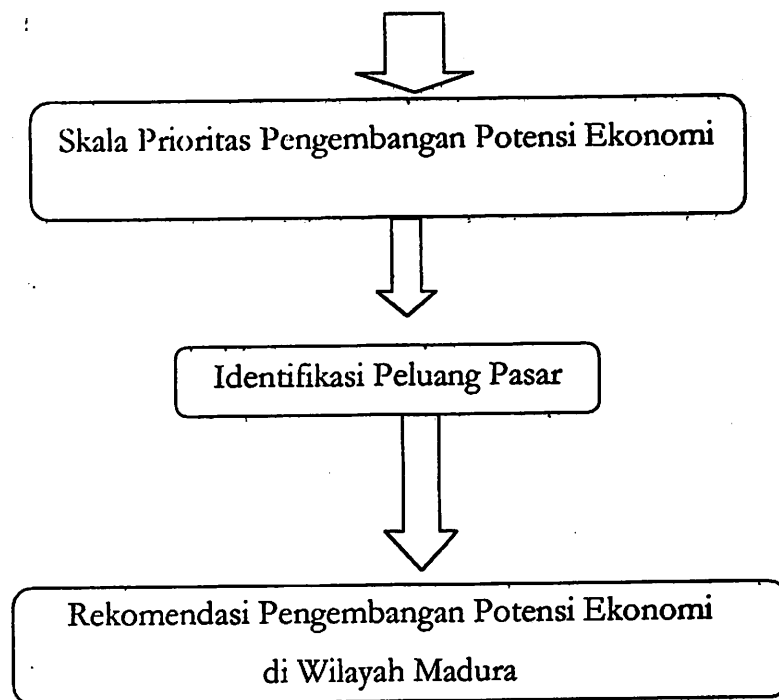 Skala Prioritas Pengembangan Potensi Ekonomi
Identifikasi Peluang Pasar
Rekomendasi Pengembangan Potensi Ekonomi
di Wilayah Madura